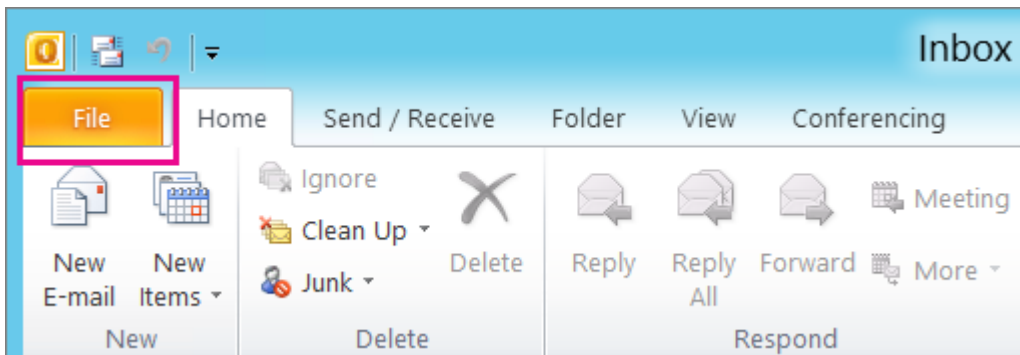 Inbox
File Home Send / Receive Folder View Conferencing
Ignore
Clean Up
Junk
New E-mail
New Items
Delete
Reply
Reply All
Forward
Meeting
More
New Delete Respond